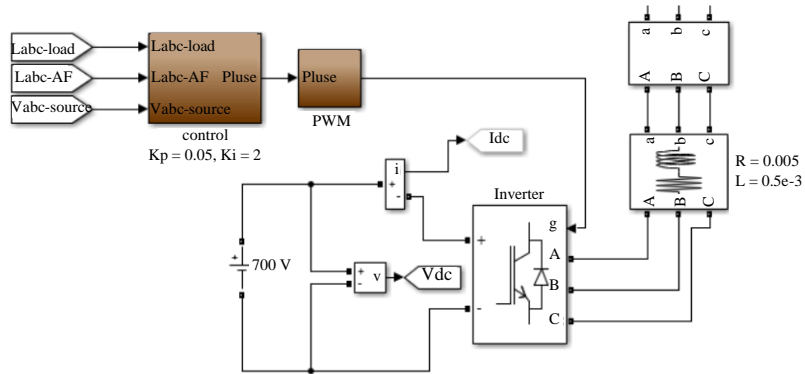 a b c
Labc-load
Labc-load
Labc-AF
Labc-AF Pluse
Pluse
Vabc-source
Vabc-source
A B C
control
PWM
Kp = 0.05, Ki = 2
a b c
Idc
i
+
-
R = 0.005
L = 0.5e-3
A B C
Inverter
g
+
A
+
700 V
+
-
v
Vdc
B
-
C